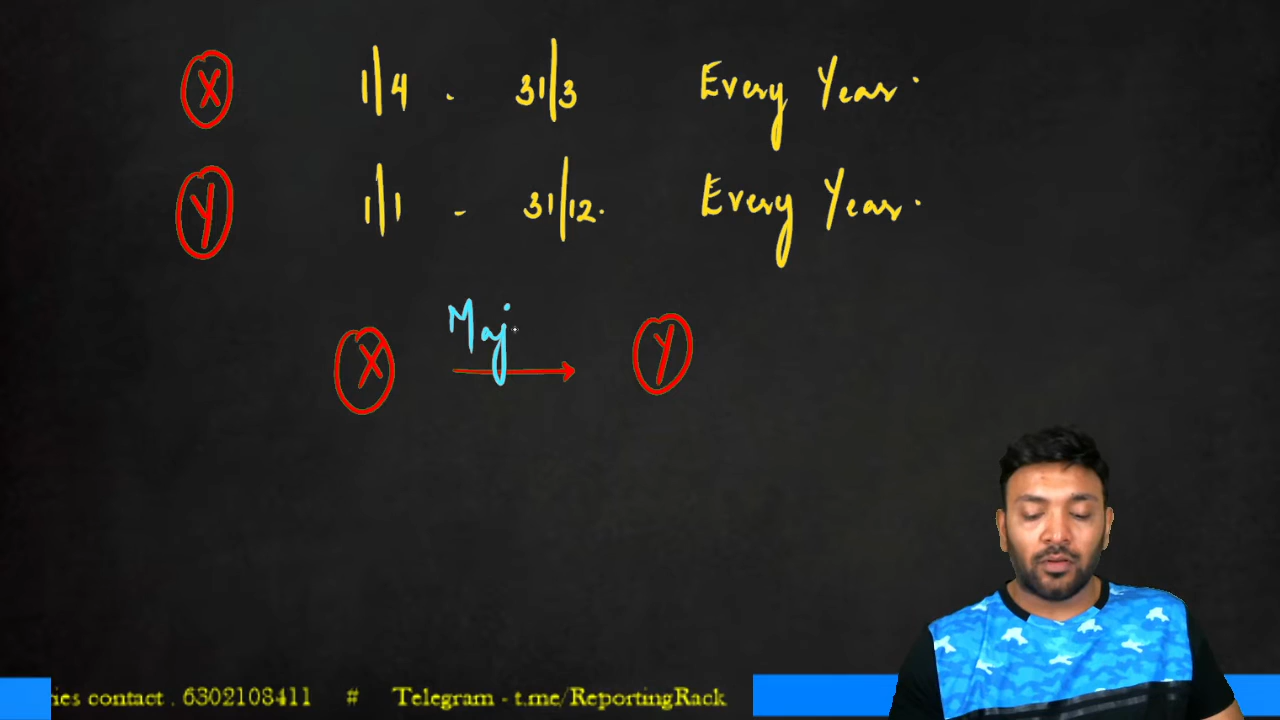 X 1/4 - 31/3 Every Year.
Y 1/1 - 31/12. Every Year.
Maj
X → Y
ies contact . 6302108411 # Telegram - t.me/ReportingRack